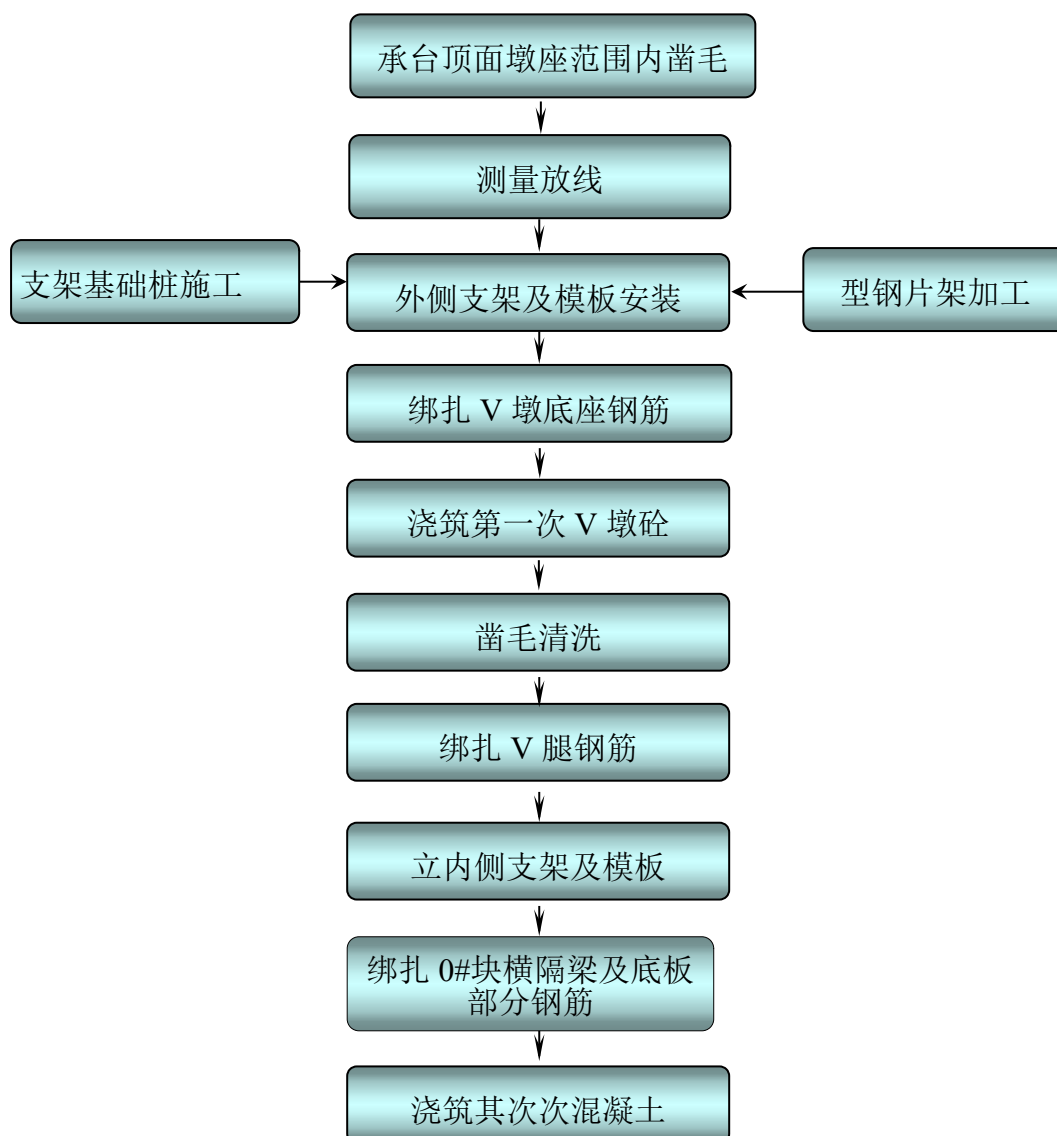 承台顶面墩座范围内凿毛
测量放线
支架基础桩施工
外侧支架及模板安装
型钢片架加工
绑扎 V 墩底座钢筋
浇筑第一次 V 墩砼
凿毛清洗
绑扎 V 腿钢筋
立内侧支架及模板
绑扎 0#块横隔梁及底板
部分钢筋
浇筑其次次混凝土